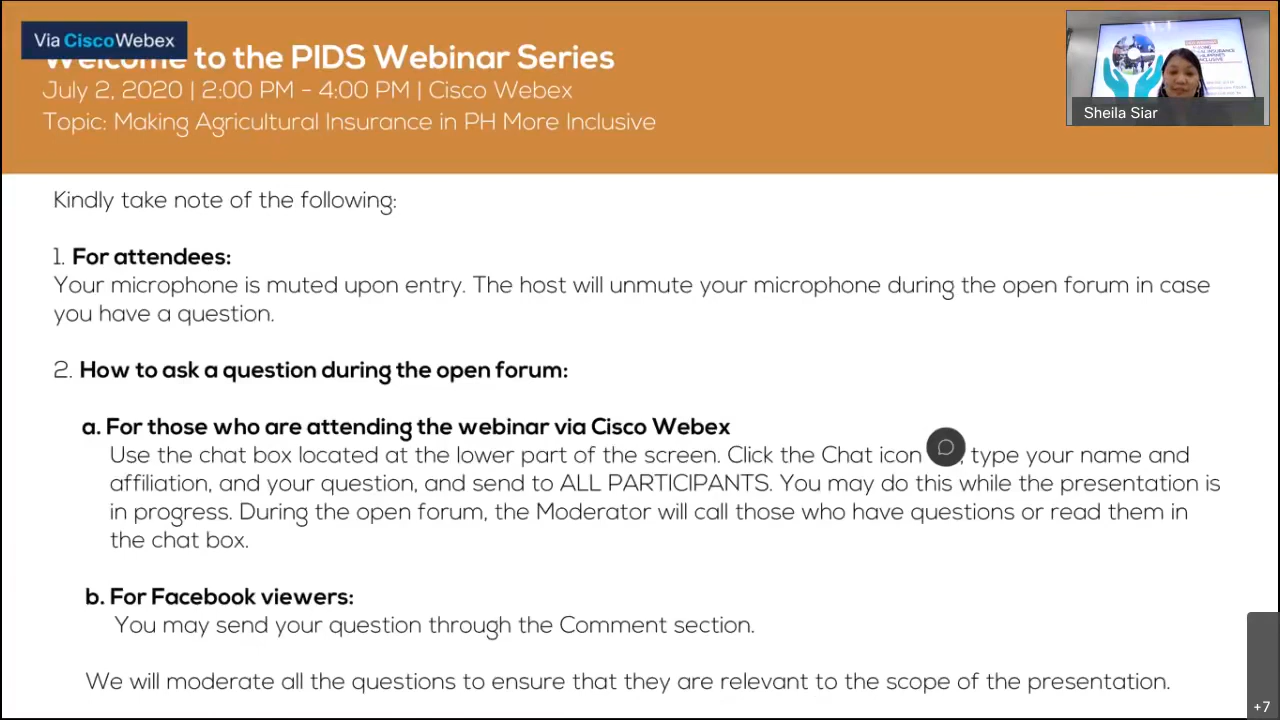 Via CiscoWebex
Welcome to the PIDS Webinar Series
July 2, 2020 | 2:00 PM - 4:00 PM | Cisco Webex
Topic: Making Agricultural Insurance in PH More Inclusive
Sheila Siar
Kindly take note of the following:
1. For attendees:
Your microphone is muted upon entry. The host will unmute your microphone during the open forum in case
you have a question.
2. How to ask a question during the open forum:
a. For those who are attending the webinar via Cisco Webex
Use the chat box located at the lower part of the screen. Click the Chat icon , type your name and
affiliation, and your question, and send to ALL PARTICIPANTS. You may do this while the presentation is
in progress. During the open forum, the Moderator will call those who have questions or read them in
the chat box.
b. For Facebook viewers:
You may send your question through the Comment section.
We will moderate all the questions to ensure that they are relevant to the scope of the presentation.
+7